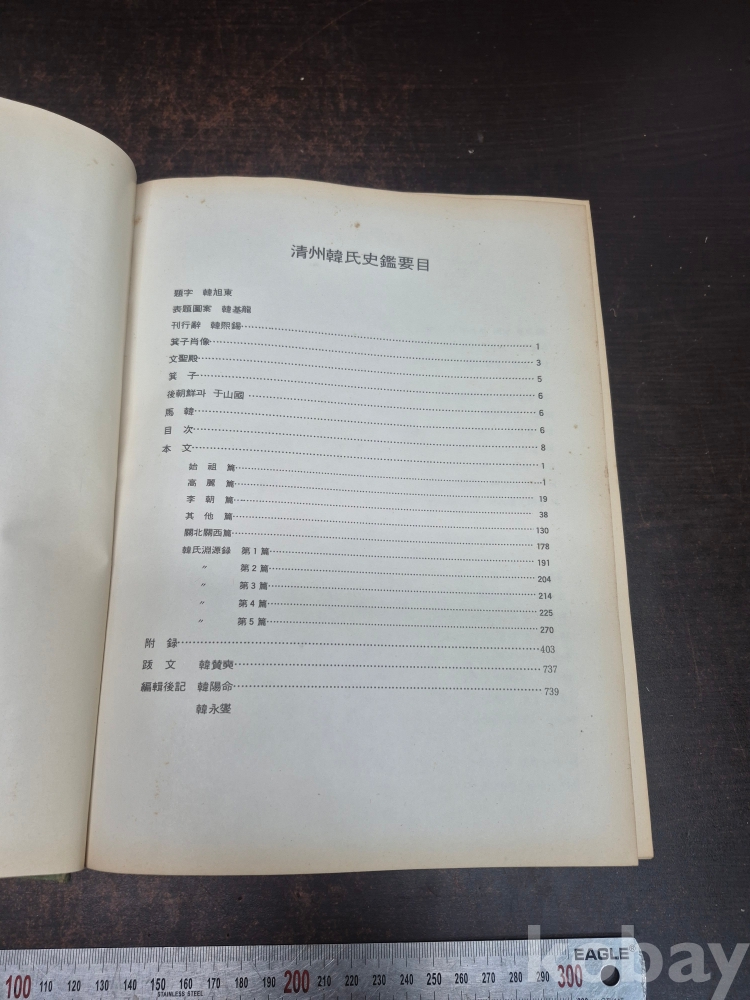 清州韓氏史鑑要目
題字 韓旭東
表題圖案 韓基龍
刊行辭 韓熙錫 1
箕子肖像 3
文聖殿 5
箕子 6
後朝鮮과 于山國 6
馬韓 6
目次 8
本文 1
始祖篇 1
高麗篇 19
李朝篇 38
其他篇 130
關北關西篇 178
韓氏淵源録 第1篇 191
〃 第2篇 204
〃 第3篇 214
〃 第4篇 225
〃 第5篇 270
附録 403
跋文 韓贊奭 737
編輯後記 韓陽命 739
韓永
kobay
EAGLE
100 110 120 130 140 150 160 170 180 190 200 210 220 230 240 250 260 270 280 290 300
STAINLESS STEEL